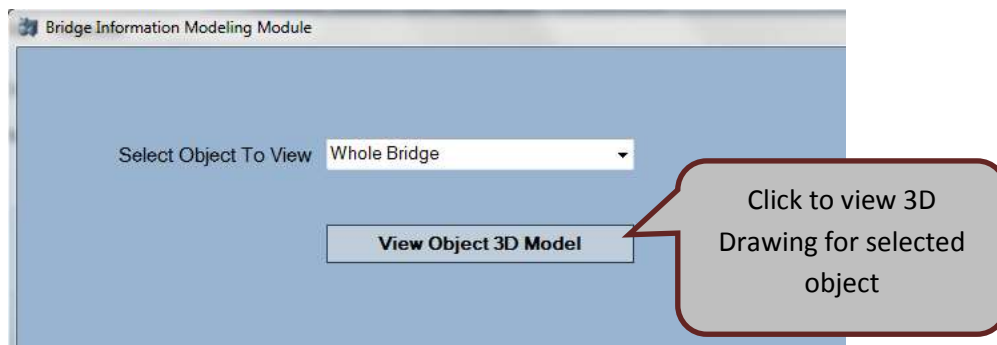 Bridge Information Modeling Module
Select Object To View Whole Bridge
View Object 3D Model
Click to view 3D
Drawing for selected
object